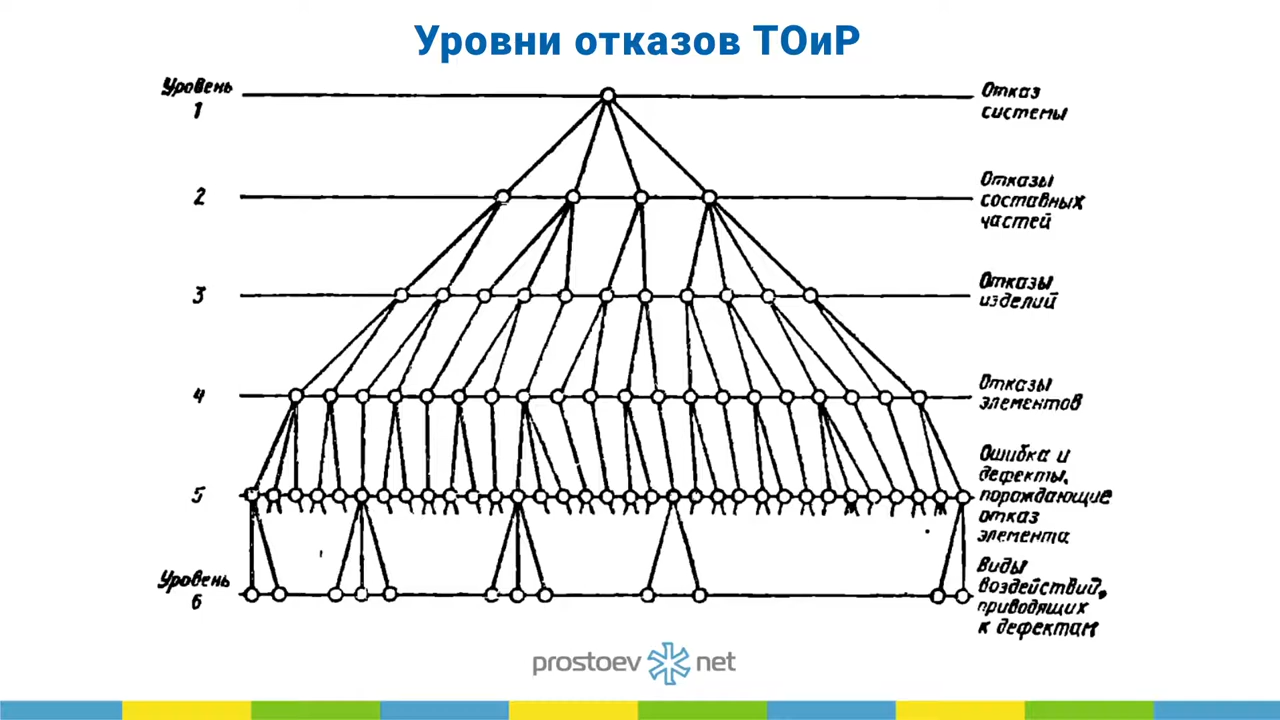 Уровни отказов ТОиР
Уровень
1
Отказ
системы
2
Отказы
составных
частей
3
Отказы
изделий
4
Отказы
элементов
5
Ошибка и
дефекты,
порождающие
отказ
элемента
Уровень
6
Виды
воздействий,
приводящих
к дефектам
prostoev net